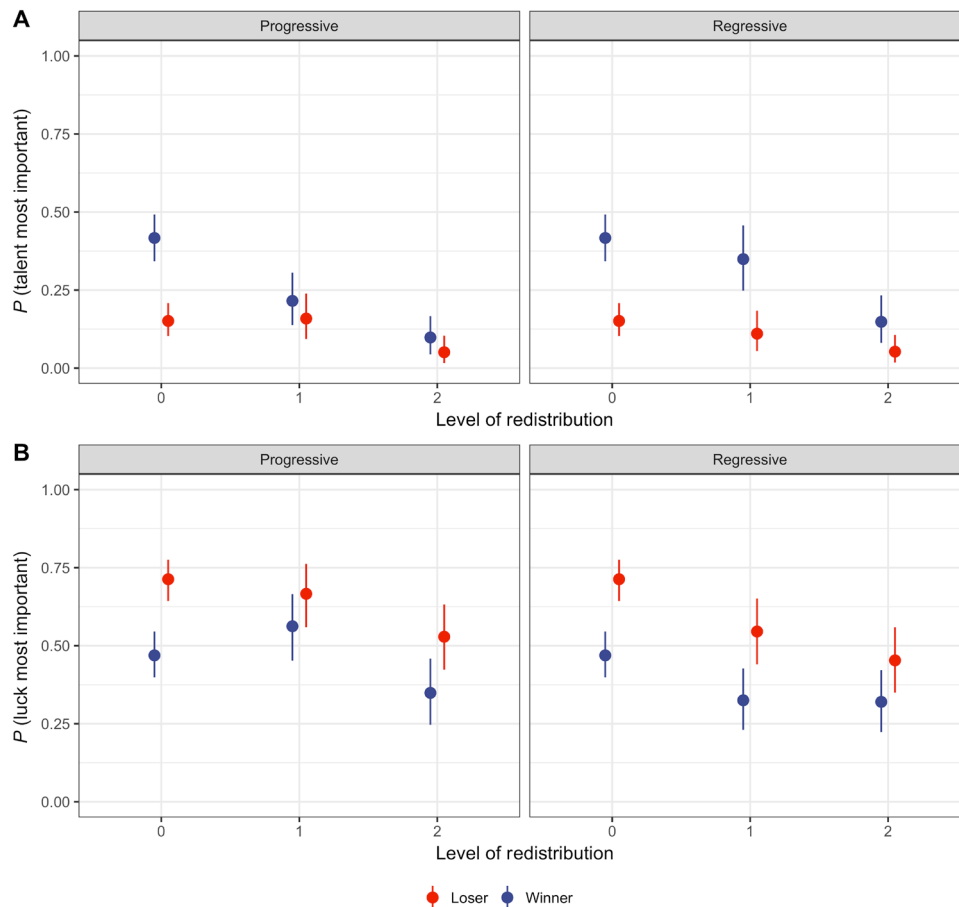 A
Progressive
Regressive
P (talent most important)
1.00
0.75
0.50
0.25
0.00
0 1 2
0 1 2
Level of redistribution
B
Progressive
Regressive
P (luck most important)
1.00
0.75
0.50
0.25
0.00
0 1 2
0 1 2
Level of redistribution
Loser Winner